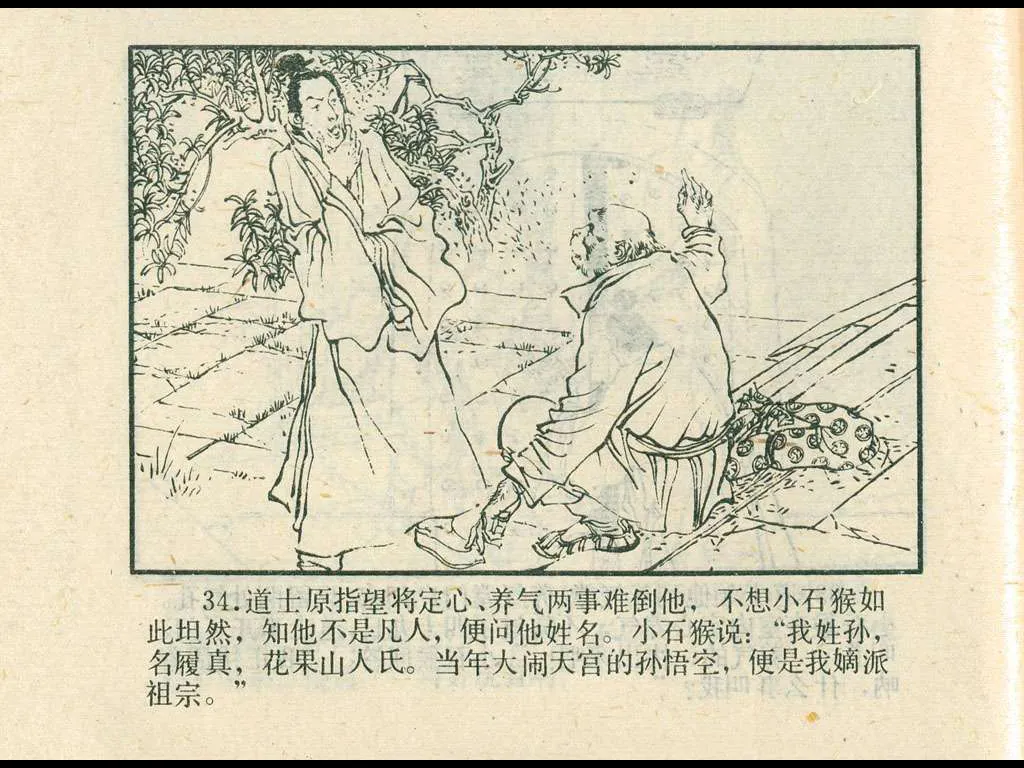 34.道士原指望将定心、养气两事难倒他，不想小石猴如
此坦然，知他不是凡人，便问他姓名。小石猴说：“我姓孙，
名履真，花果山人氏。当年大闹天宫的孙悟空，便是我嫡派
祖宗。”